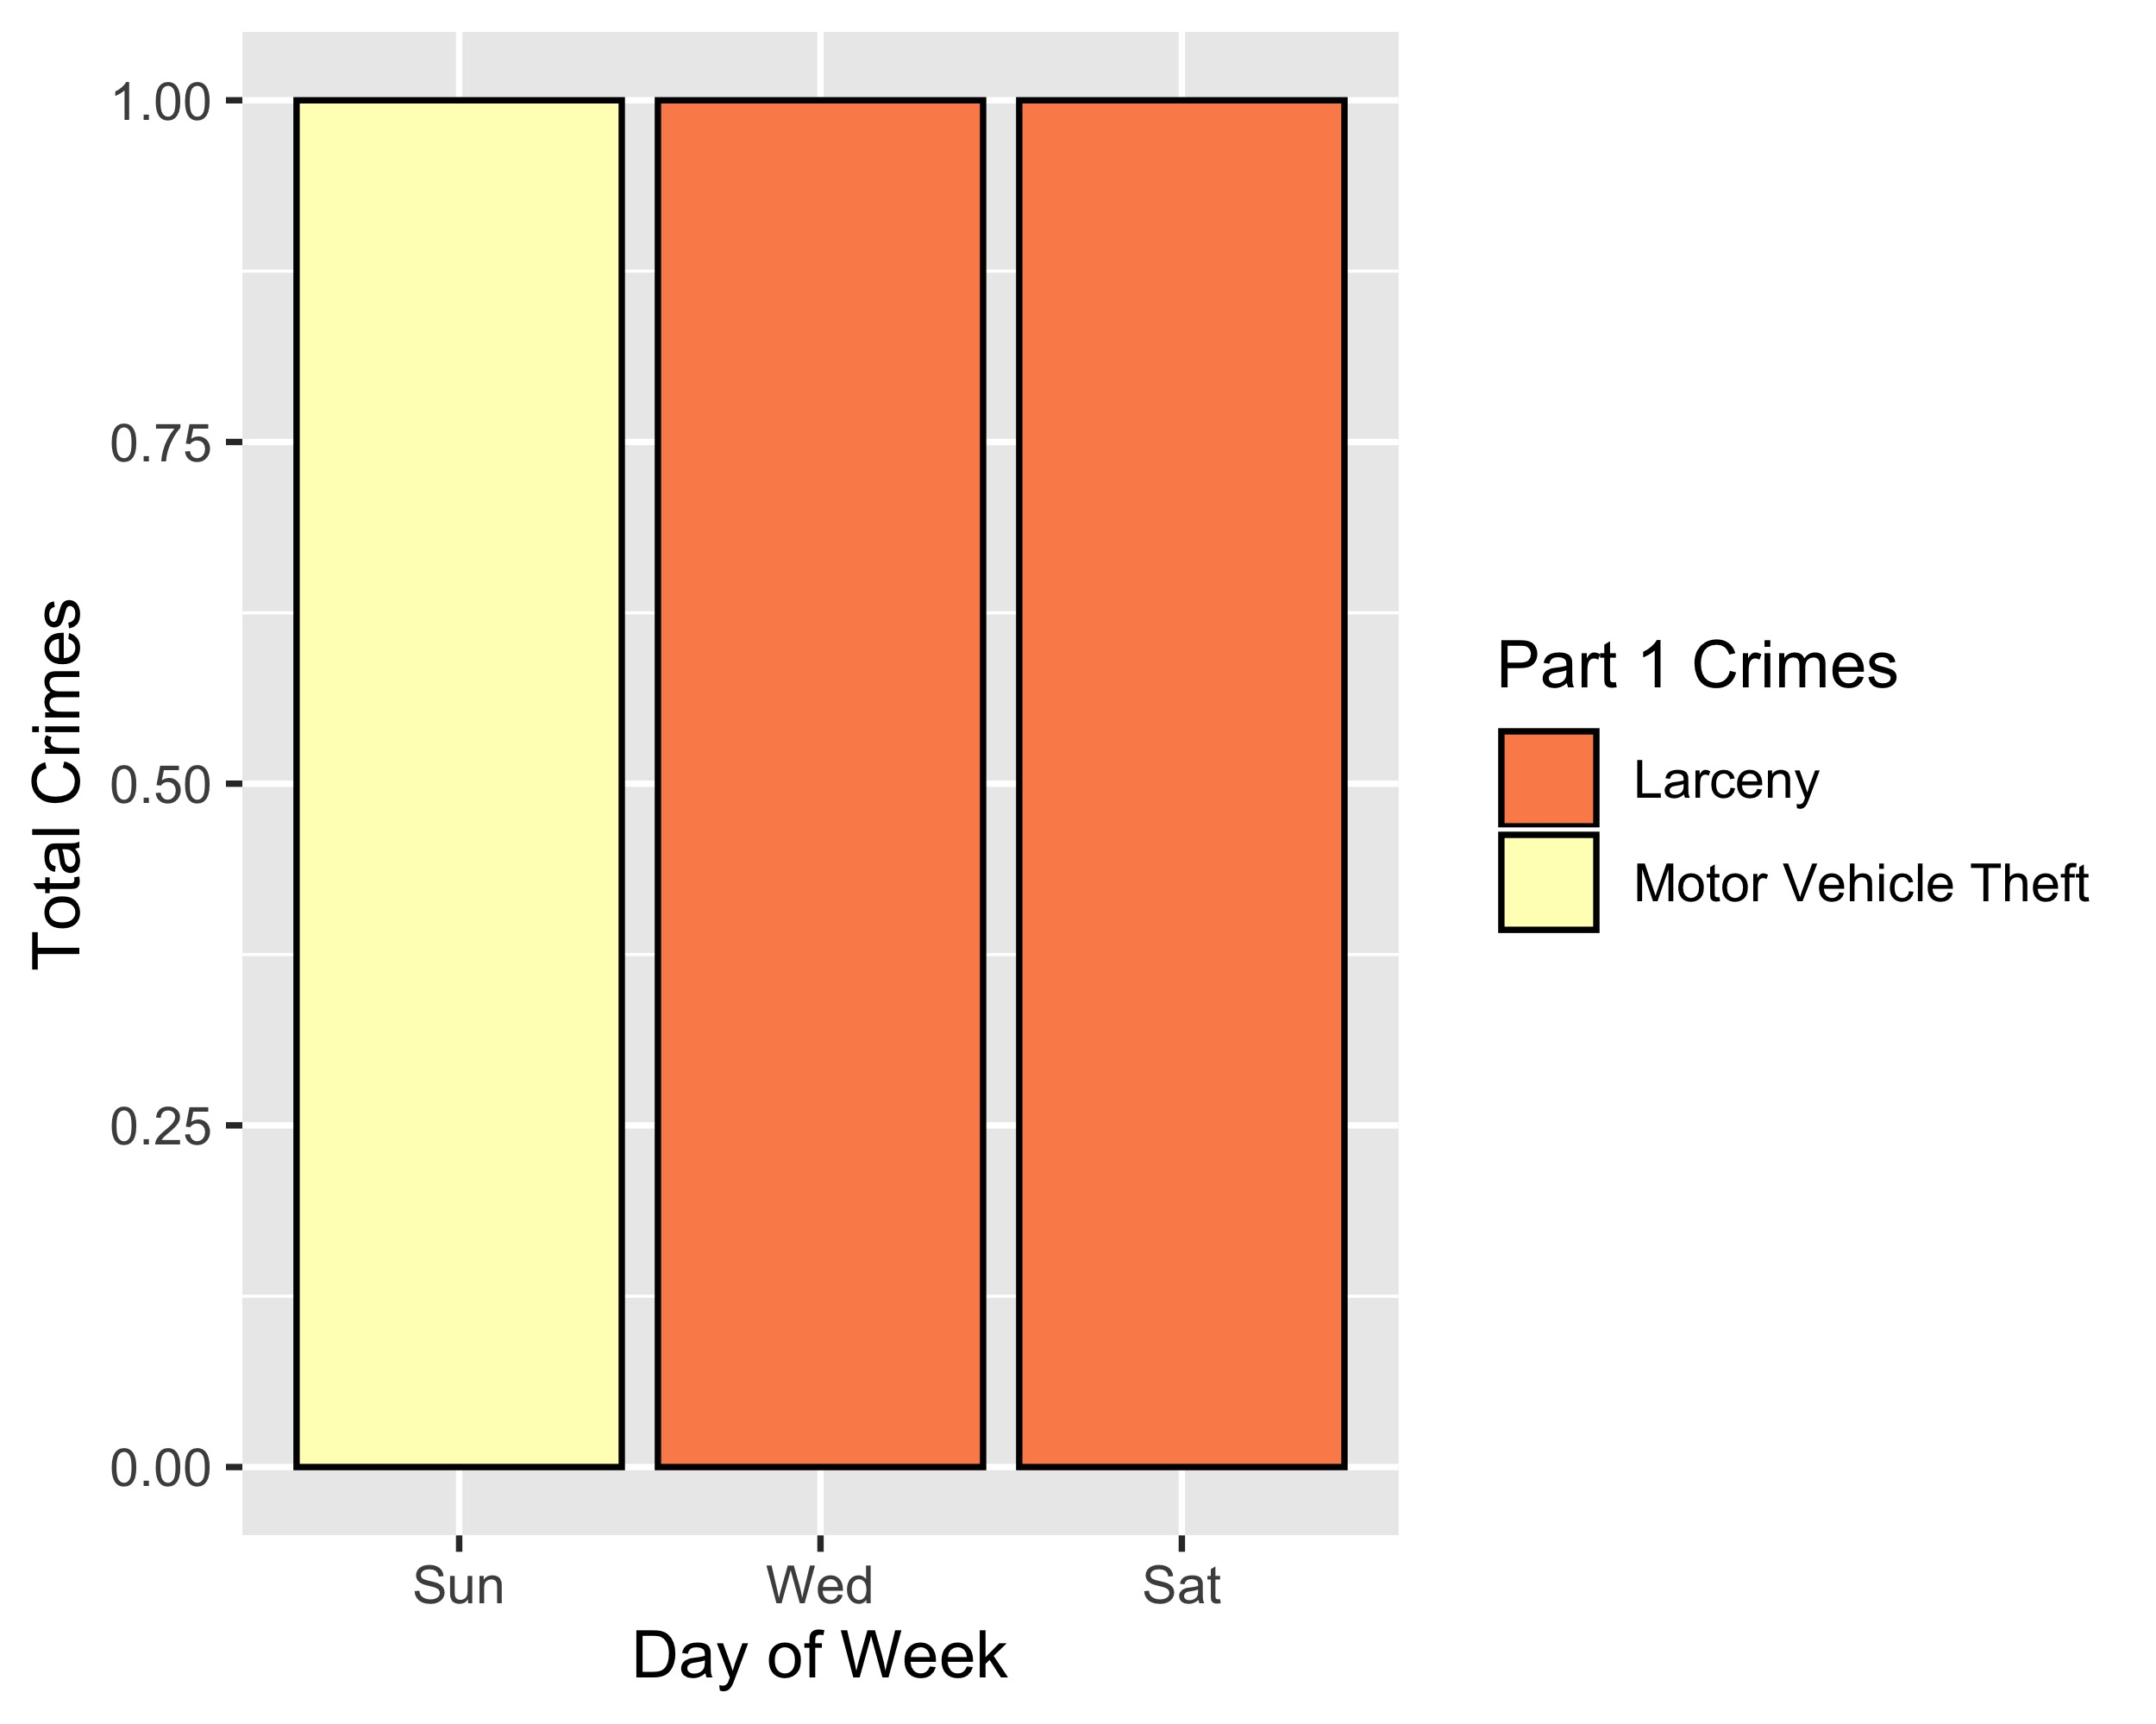 1.00
0.75
0.50
0.25
0.00
Total Crimes
Sun Wed Sat
Day of Week
Part 1 Crimes
Larceny
Motor Vehicle Theft